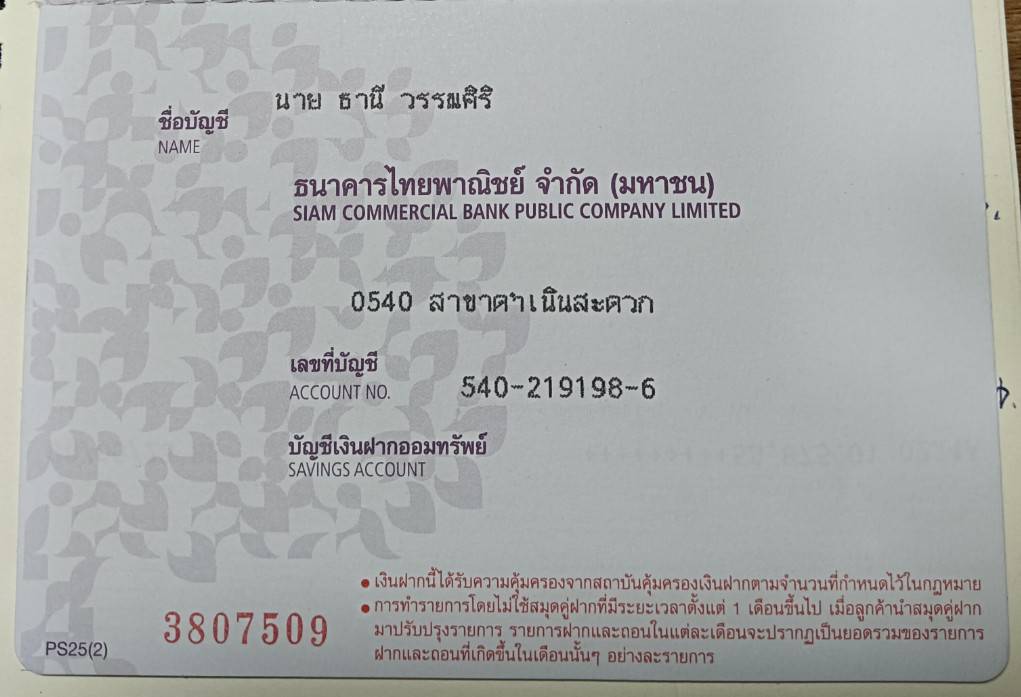 นาย ธานี วรรณศิริ
ชื่อบัญชี
NAME
ธนาคารไทยพาณิชย์ จำกัด (มหาชน)
SIAM COMMERCIAL BANK PUBLIC COMPANY LIMITED
0540 สาขาดำเนินสะดวก
เลขที่บัญชี
ACCOUNT NO. 540-219198-6
บัญชีเงินฝากออมทรัพย์
SAVINGS ACCOUNT
● เงินฝากนี้ได้รับความคุ้มครองจากสถาบันคุ้มครองเงินฝากตามจำนวนที่กำหนดไว้ในกฎหมาย
● การทำรายการโดยไม่ใช้สมุดคู่ฝากที่มีระยะเวลาตั้งแต่ 1 เดือนขึ้นไป เมื่อลูกค้านำสมุดคู่ฝาก
มาปรับปรุงรายการ รายการฝากและถอนในแต่ละเดือนจะปรากฏเป็นยอดรวมของรายการ
ฝากและถอนที่เกิดขึ้นในเดือนนั้นๆ อย่างละรายการ
3807509
PS25(2)